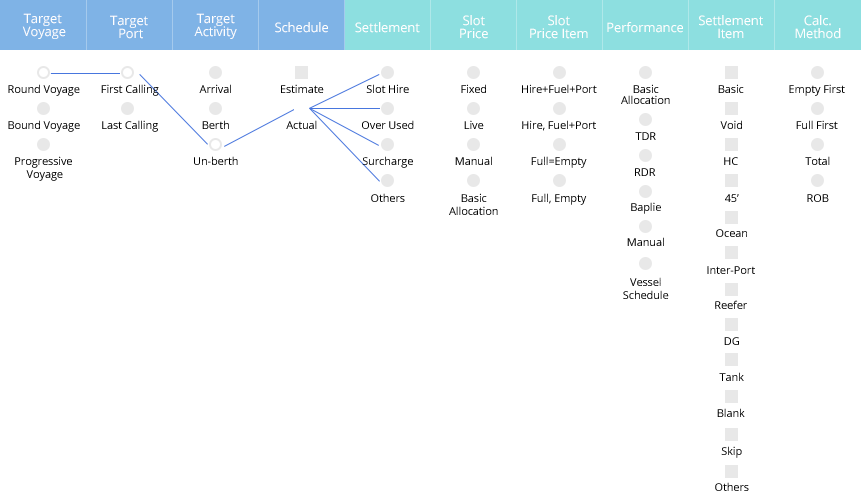 Target
Voyage
Target
Port
Target
Activity
Schedule
Settlement
Slot
Price
Slot
Price Item
Performance
Settlement
Item
Calc.
Method
Round Voyage
First Calling
Arrival
Estimate
Slot Hire
Fixed
Hire+Fuel+Port
Basic
Allocation
Basic
Empty First
Bound Voyage
Last Calling
Berth
Actual
Over Used
Live
Hire, Fuel+Port
TDR
Void
Full First
Progressive
Voyage
Un-berth
Surcharge
Manual
Full=Empty
RDR
HC
Total
Others
Basic
Allocation
Full, Empty
Baplie
45'
ROB
Manual
Ocean
Vessel
Schedule
Inter-Port
Reefer
DG
Tank
Blank
Skip
Others